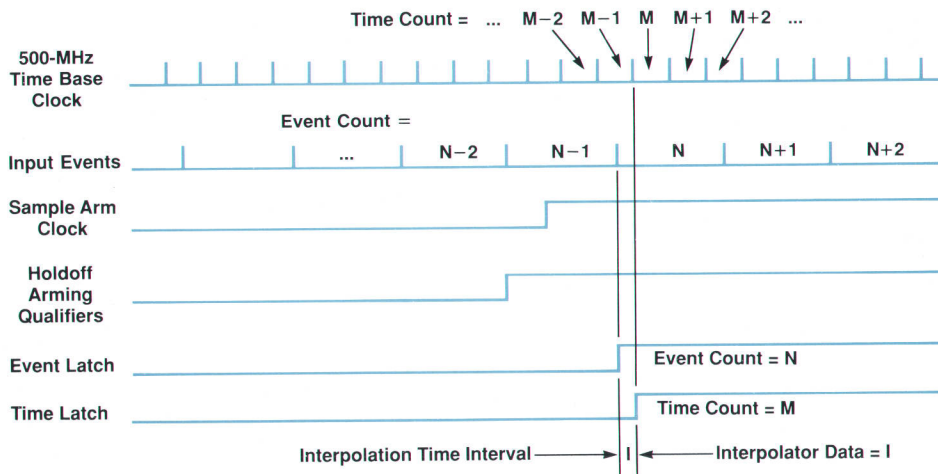 Time Count = ... M−2 M−1 M M+1 M+2 ...
500-MHz
Time Base
Clock
Event Count =
Input Events
... N−2 N−1 N N+1 N+2
Sample Arm
Clock
Holdoff
Arming
Qualifiers
Event Latch
Event Count = N
Time Latch
Time Count = M
Interpolation Time Interval
I
Interpolator Data = I